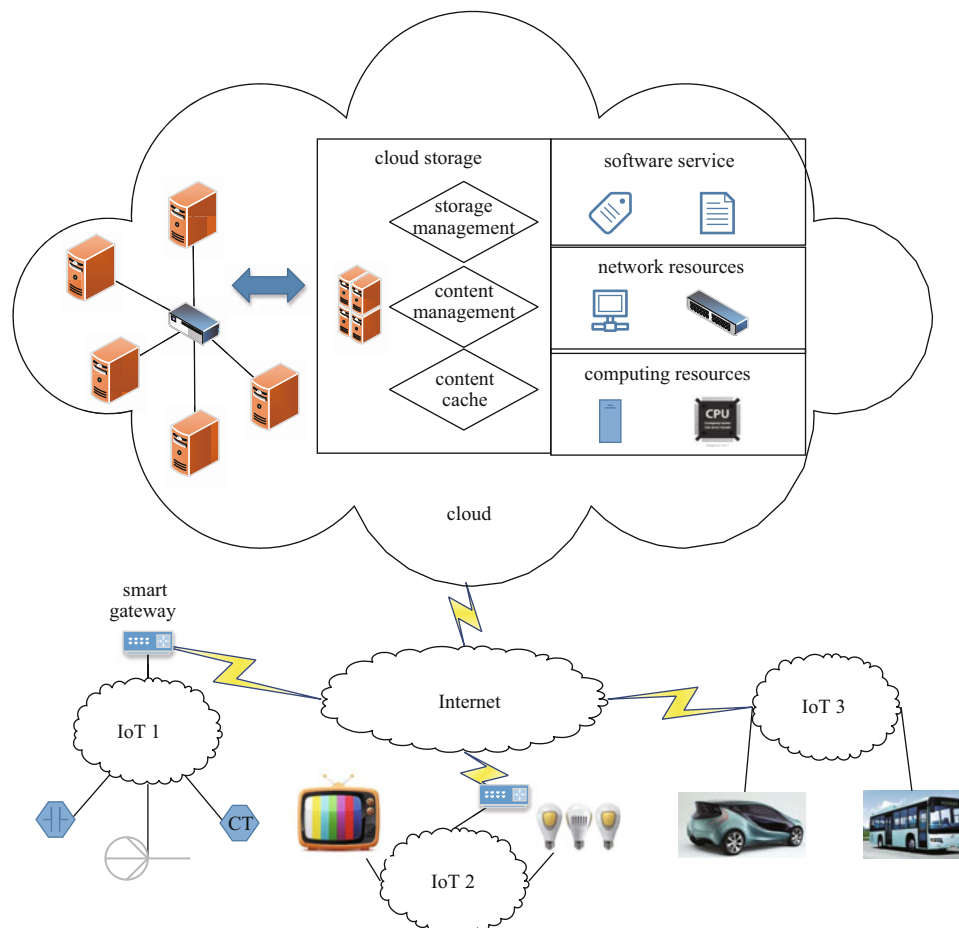 cloud storage
software service
storage
management
content
management
network resources
content
cache
computing resources
CPU
cloud
smart
gateway
Internet
IoT 1
IoT 3
CT
IoT 2